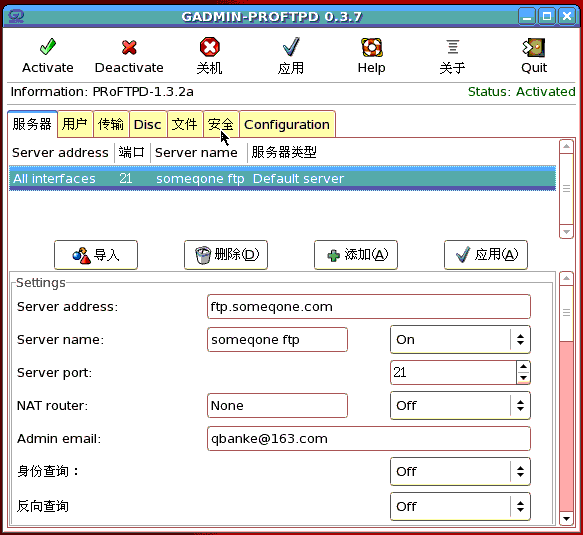 GADMIN-PROFTPD 0.3.7
Activate Deactivate 关机 应用 Help 关于 Quit
Information: PRoFTPD-1.3.2a Status: Activated
服务器 用户 传输 Disc 文件 安全 Configuration
Server address 端口 Server name 服务器类型
All interfaces 21 someqone ftp Default server
导入 删除(D) 添加(A) 应用(A)
Settings
Server address: ftp.someqone.com
Server name: someqone ftp On
Server port: 21
NAT router: None Off
Admin email: qbanke@163.com
身份查询： Off
反向查询 Off